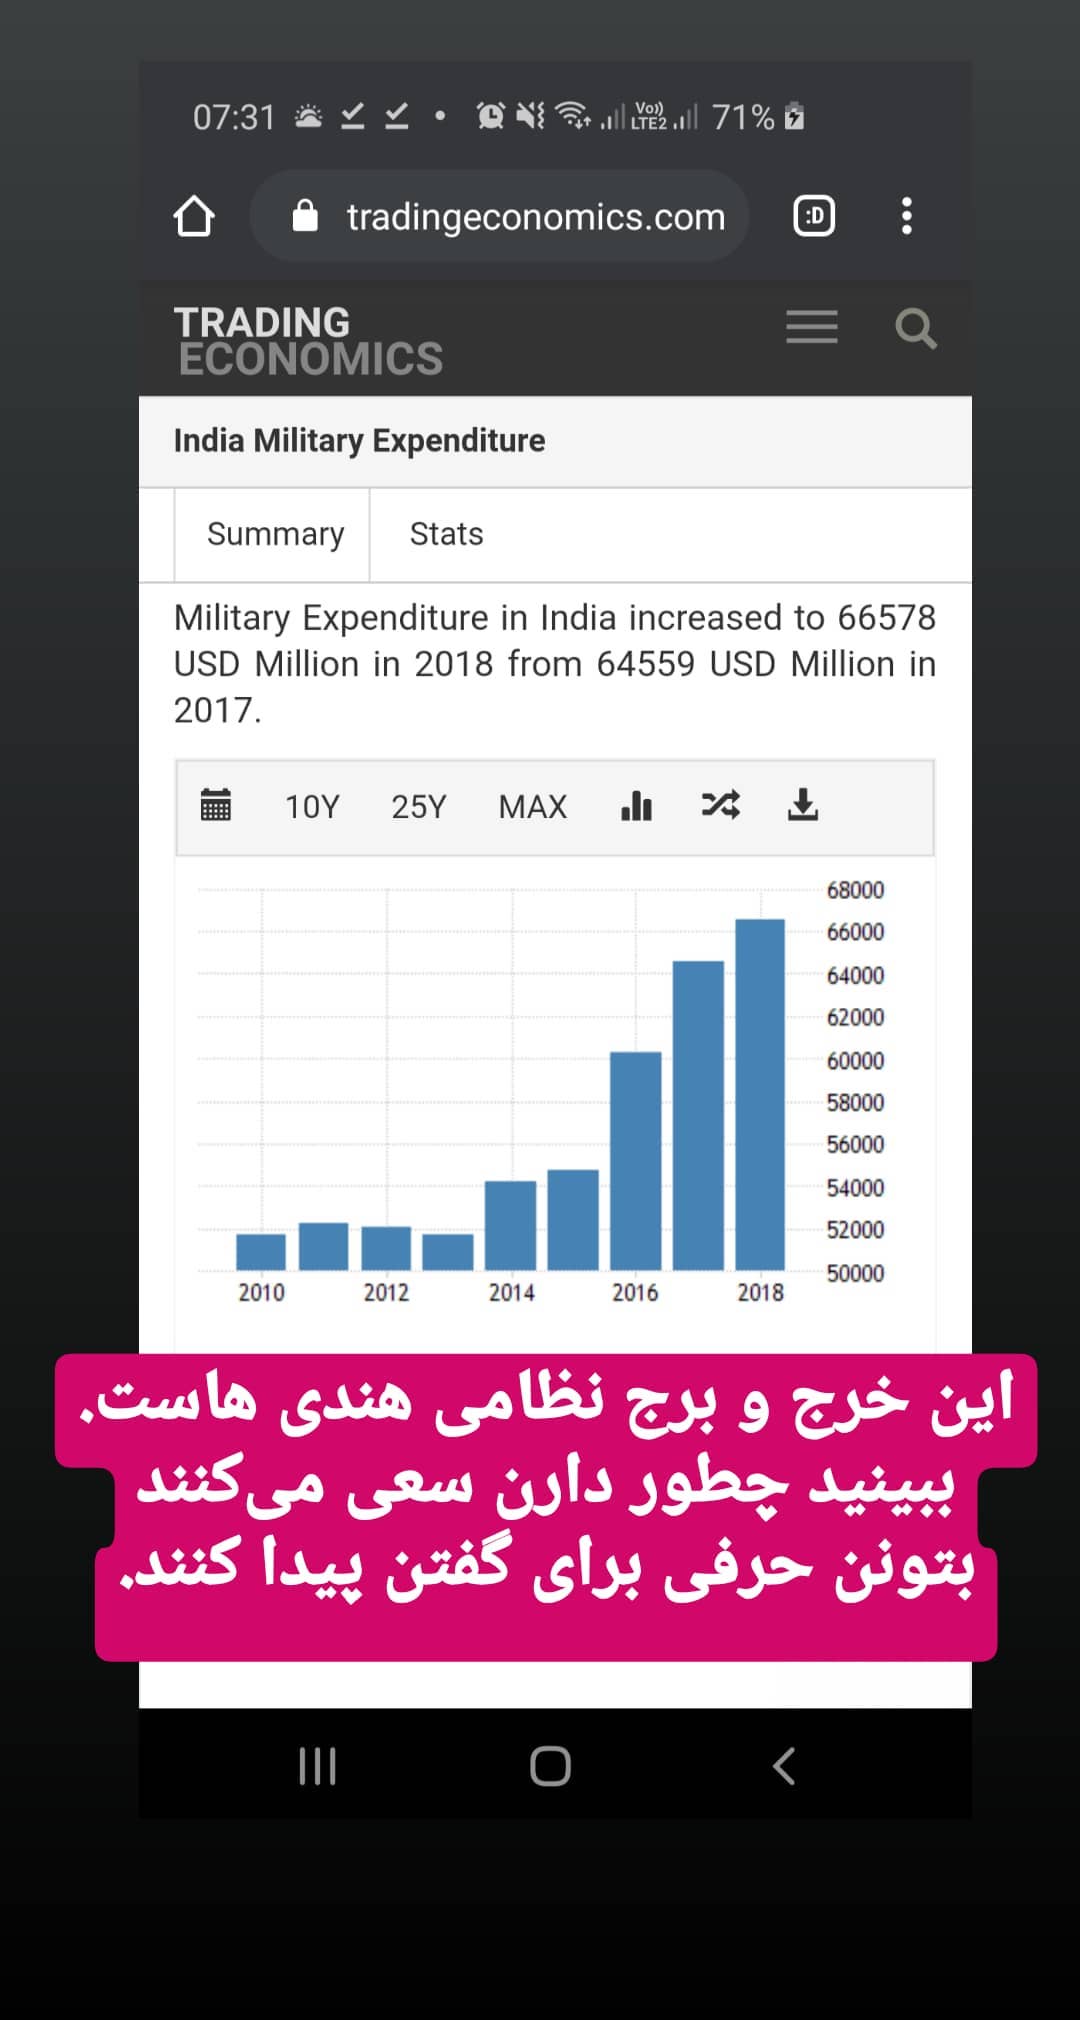 07:31 Vo)) LTE2 71%
tradingeconomics.com :D
TRADING
ECONOMICS
India Military Expenditure
Summary Stats
Military Expenditure in India increased to 66578
USD Million in 2018 from 64559 USD Million in
2017.
10Y 25Y MAX
68000
66000
64000
62000
60000
58000
56000
54000
52000
50000
2010 2012 2014 2016 2018
این خرج و برج نظامی هندی هاست.
ببینید چطور دارن سعی می‌کنند
بتونن حرفی برای گفتن پیدا کنند.